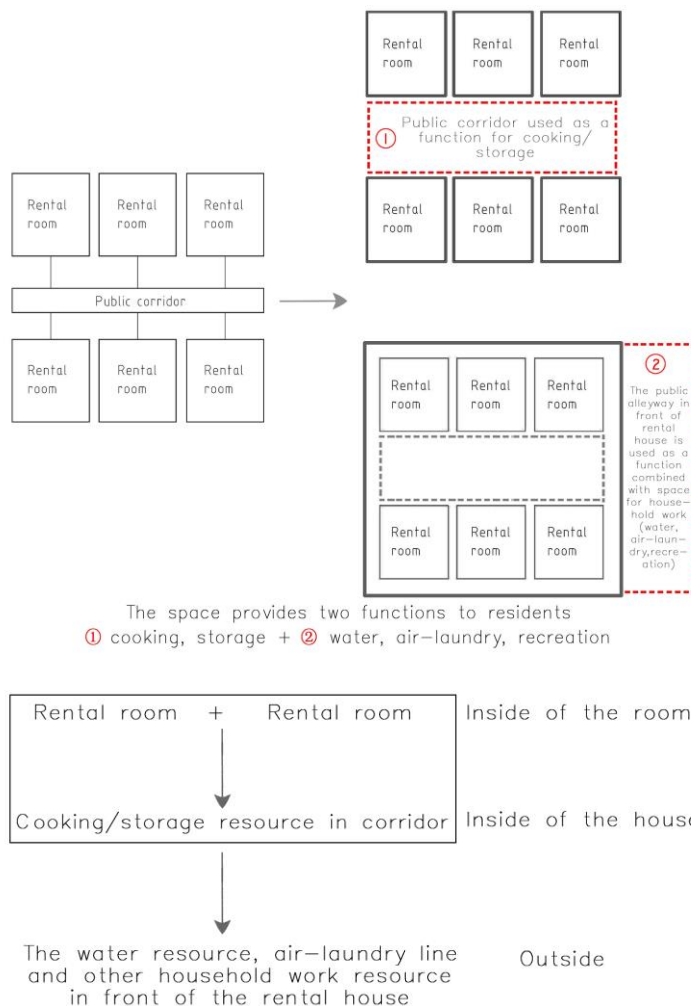 Rental
room
Rental
room
Rental
room
Public corridor
Rental
room
Rental
room
Rental
room
Rental
room
Rental
room
Rental
room
① Public corridor used as a
function for cooking/
storage
Rental
room
Rental
room
Rental
room
Rental
room
Rental
room
Rental
room
Rental
room
Rental
room
Rental
room
②
The public
alleyway in
front of
rental
house is
used as a
function
combined
with space
for house-
hold work
(water,
air-laun-
dry,recre-
ation)
The space provides two functions to residents
① cooking, storage + ② water, air-laundry, recreation
Rental room + Rental room Inside of the room
Cooking/storage resource in corridor Inside of the house
The water resource, air-laundry line
and other household work resource
in front of the rental house
Outside